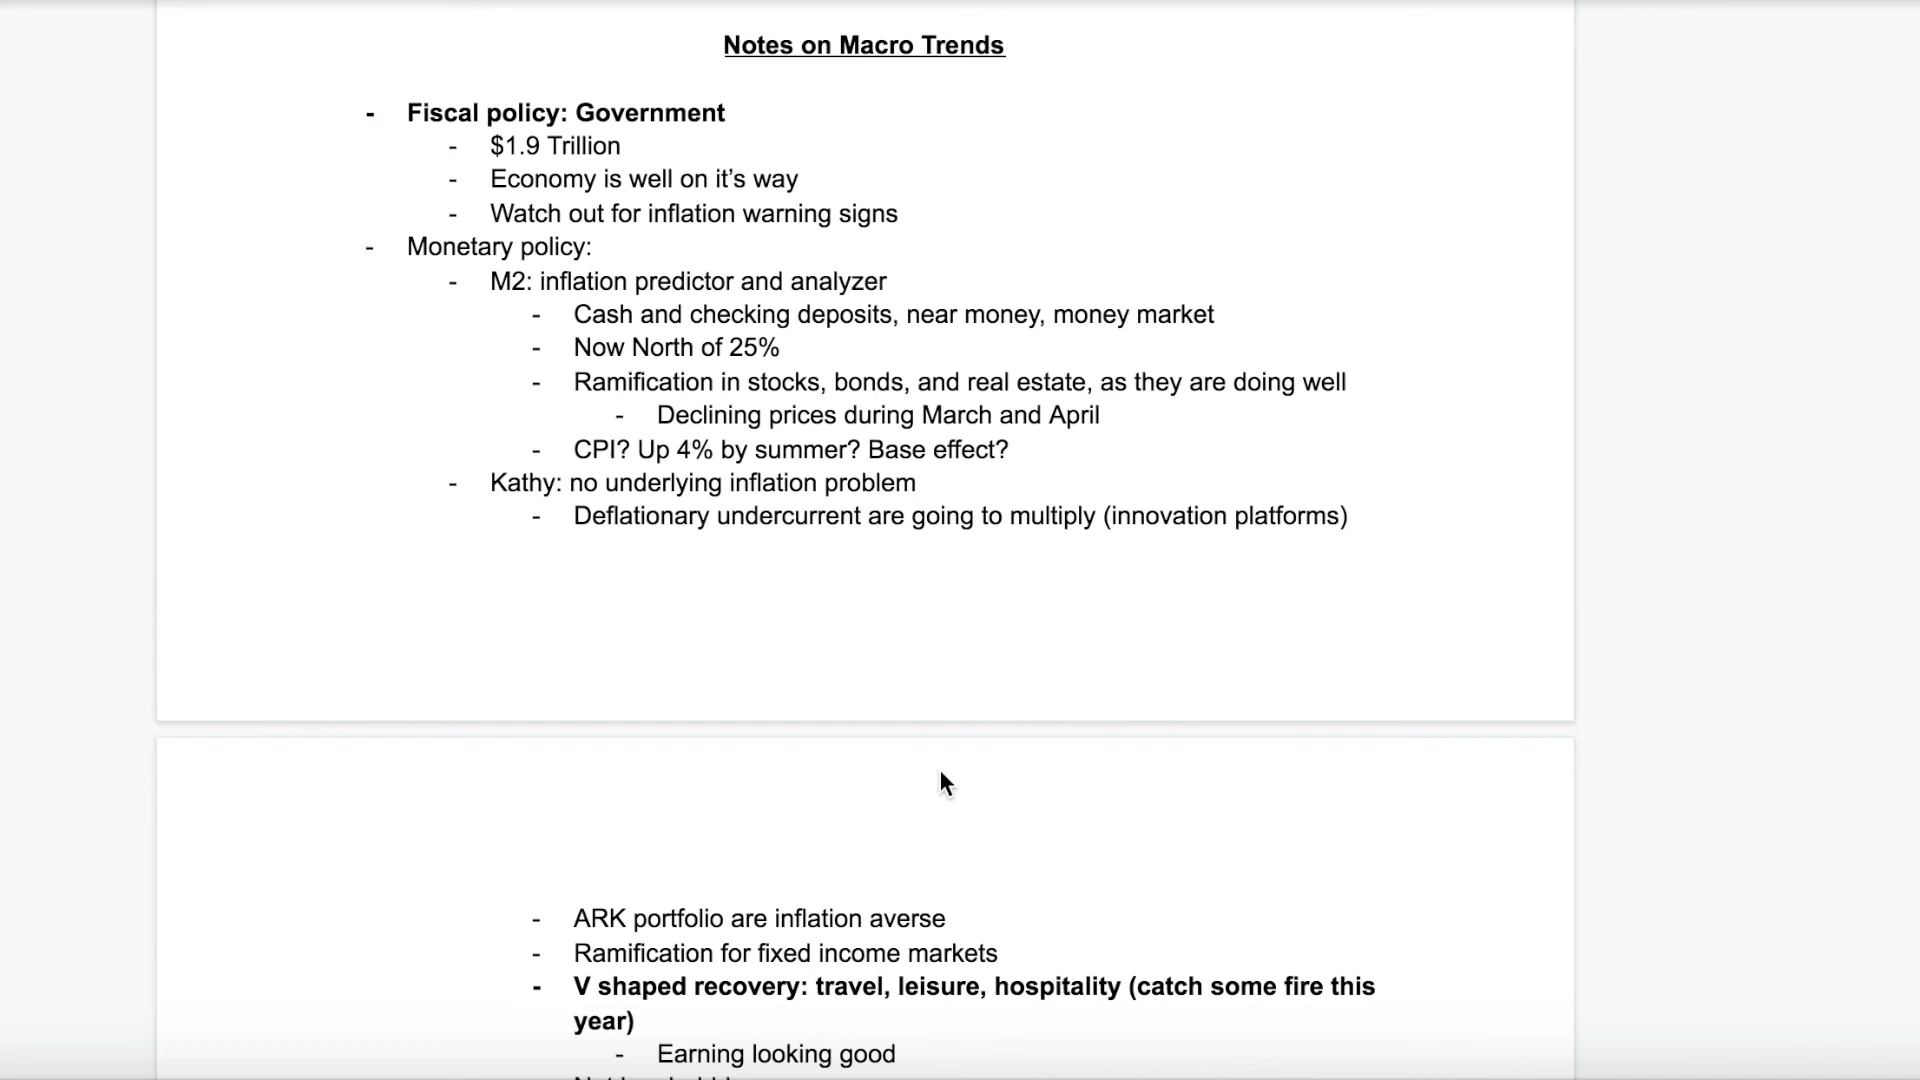 Notes on Macro Trends
- Fiscal policy: Government
- $1.9 Trillion
- Economy is well on it’s way
- Watch out for inflation warning signs
- Monetary policy:
- M2: inflation predictor and analyzer
- Cash and checking deposits, near money, money market
- Now North of 25%
- Ramification in stocks, bonds, and real estate, as they are doing well
- Declining prices during March and April
- CPI? Up 4% by summer? Base effect?
- Kathy: no underlying inflation problem
- Deflationary undercurrent are going to multiply (innovation platforms)
- ARK portfolio are inflation averse
- Ramification for fixed income markets
- V shaped recovery: travel, leisure, hospitality (catch some fire this
year)
- Earning looking good